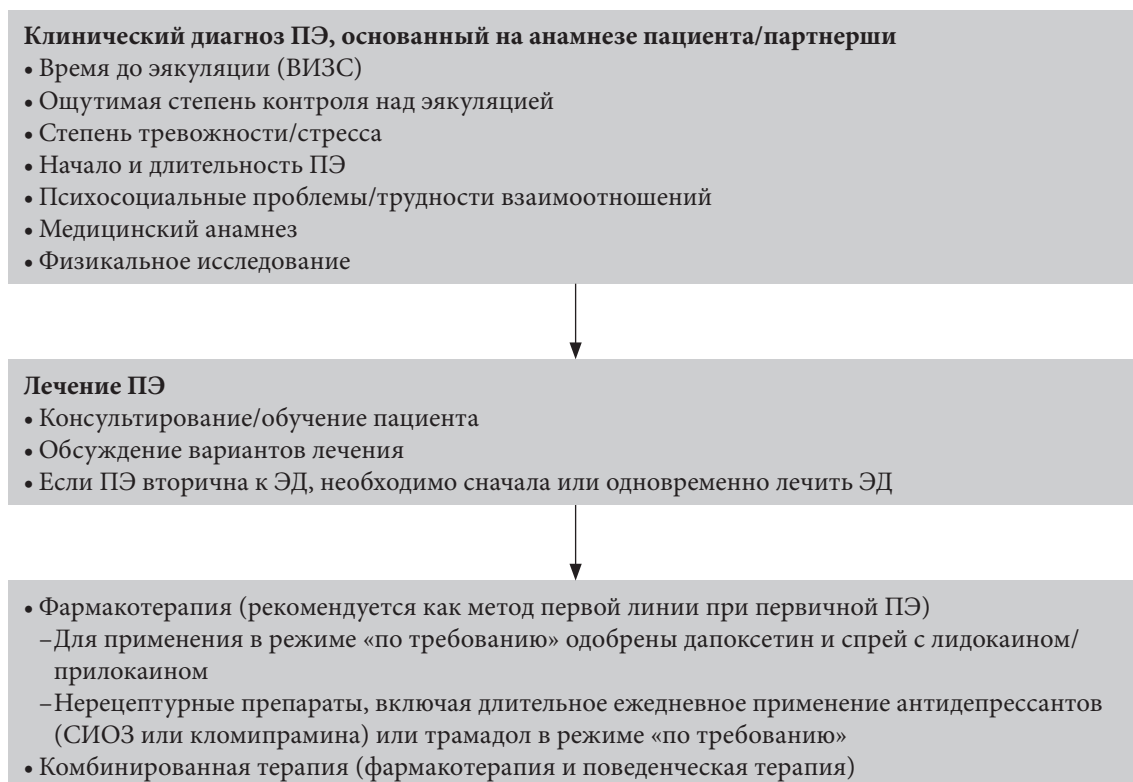 Клинический диагноз ПЭ, основанный на анамнезе пациента/партнерши
• Время до эякуляции (ВИЗС)
• Ощутимая степень контроля над эякуляцией
• Степень тревожности/стресса
• Начало и длительность ПЭ
• Психосоциальные проблемы/трудности взаимоотношений
• Медицинский анамнез
• Физикальное исследование
Лечение ПЭ
• Консультирование/обучение пациента
• Обсуждение вариантов лечения
• Если ПЭ вторична к ЭД, необходимо сначала или одновременно лечить ЭД
• Фармакотерапия (рекомендуется как метод первой линии при первичной ПЭ)
–Для применения в режиме «по требованию» одобрены дапоксетин и спрей с лидокаином/
прилокаином
–Нерецептурные препараты, включая длительное ежедневное применение антидепрессантов
(СИОЗ или кломипрамина) или трамадол в режиме «по требованию»
• Комбинированная терапия (фармакотерапия и поведенческая терапия)